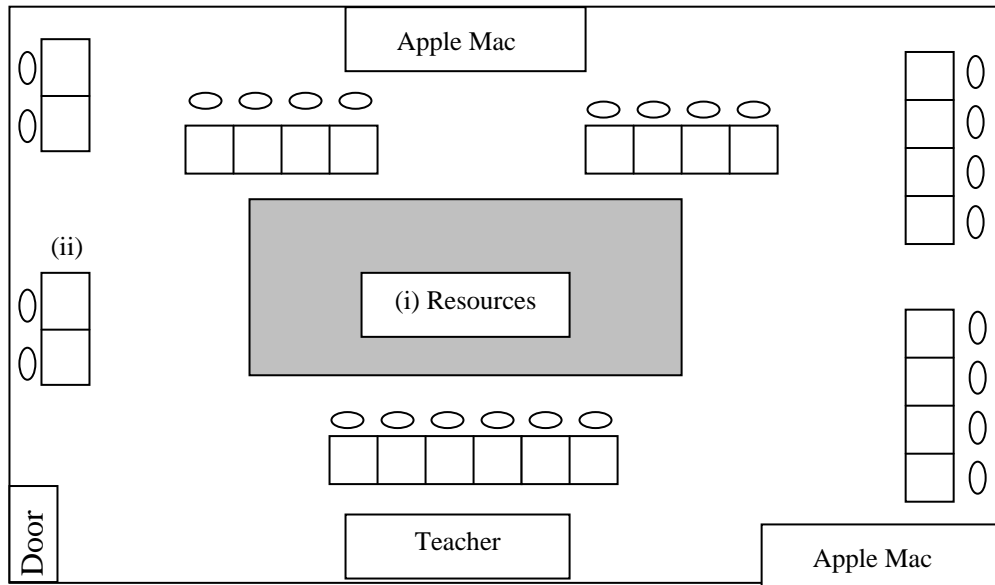 Apple Mac
(ii)
(i) Resources
Door
Teacher
Apple Mac